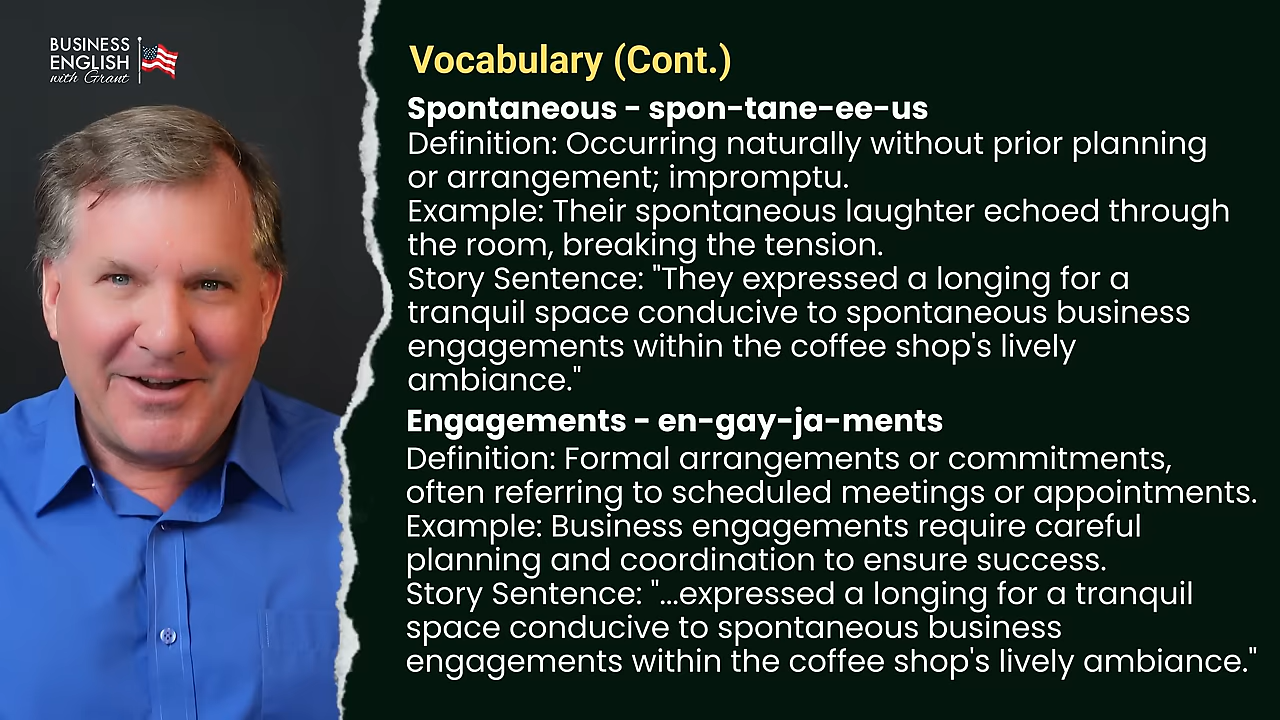 BUSINESS
ENGLISH
with Grant
Vocabulary (Cont.)
Spontaneous - spon-tane-ee-us
Definition: Occurring naturally without prior planning
or arrangement; impromptu.
Example: Their spontaneous laughter echoed through
the room, breaking the tension.
Story Sentence: "They expressed a longing for a
tranquil space conducive to spontaneous business
engagements within the coffee shop's lively
ambiance."
Engagements - en-gay-ja-ments
Definition: Formal arrangements or commitments,
often referring to scheduled meetings or appointments.
Example: Business engagements require careful
planning and coordination to ensure success.
Story Sentence: "...expressed a longing for a tranquil
space conducive to spontaneous business
engagements within the coffee shop's lively ambiance."